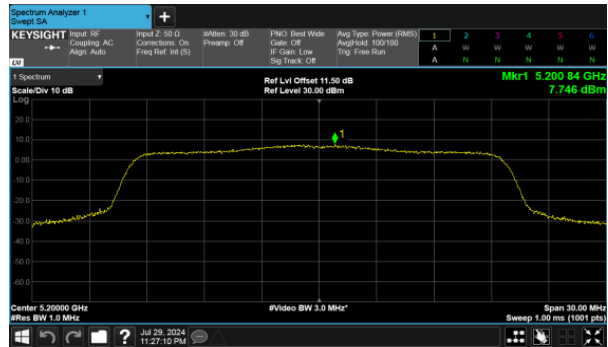 Spectrum Analyzer 1
Swept SA
KEYSIGHT
Input: RF
Coupling: AC
Align: Auto
Input Z: 50 Ω
Corrections: On
Freq Ref: Int (S)
#Atten: 30 dB
Preamp: Off
PNO: Best Wide
Gate: Off
IF Gain: Low
Sig Track: Off
Avg Type: Power (RMS)
Avg|Hold: 100/100
Trig: Free Run
1 2 3 4 5 6
A W W W W W
A N N N N N
LXI
1 Spectrum
Scale/Div 10 dB
Log
Ref Lvl Offset 11.50 dB
Ref Level 30.00 dBm
Mkr1 5.200 84 GHz
7.746 dBm
20.0
10.0
0.00
-10.0
-20.0
-30.0
-40.0
-50.0
-60.0
1
Center 5.20000 GHz
#Res BW 1.0 MHz
#Video BW 3.0 MHz*
Span 30.00 MHz
Sweep 1.00 ms (1001 pts)
Jul 29, 2024
11:27:10 PM